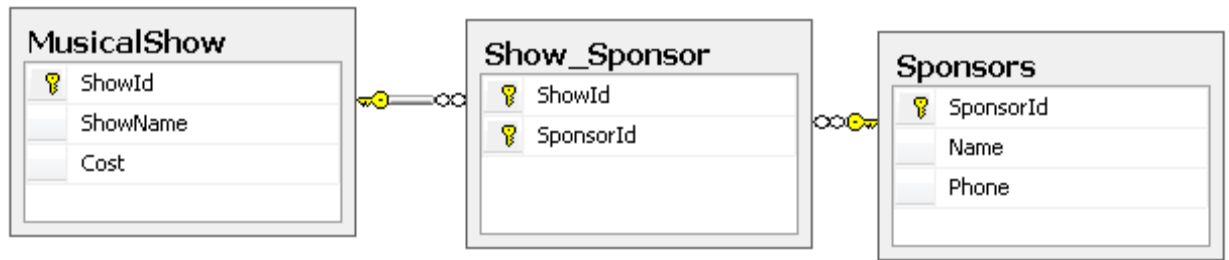 MusicalShow
ShowId
ShowName
Cost
Show_Sponsor
ShowId
SponsorId
Sponsors
SponsorId
Name
Phone